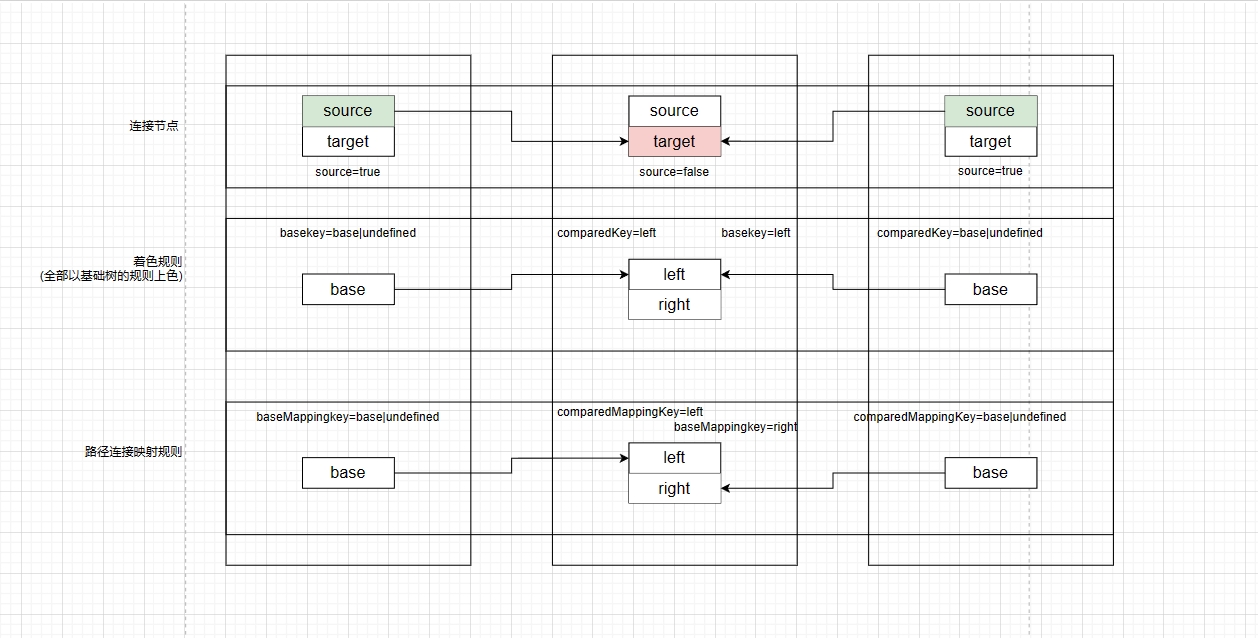 source
source
source
连接节点
target
target
target
source=true
source=false
source=true
basekey=base|undefined
comparedKey=left
basekey=left
comparedKey=base|undefined
着色规则
(全部以基础树的规则上色)
base
left
base
right
baseMappingkey=base|undefined
comparedMappingKey=left
comparedMappingKey=base|undefined
baseMappingkey=right
路径连接映射规则
base
left
base
right